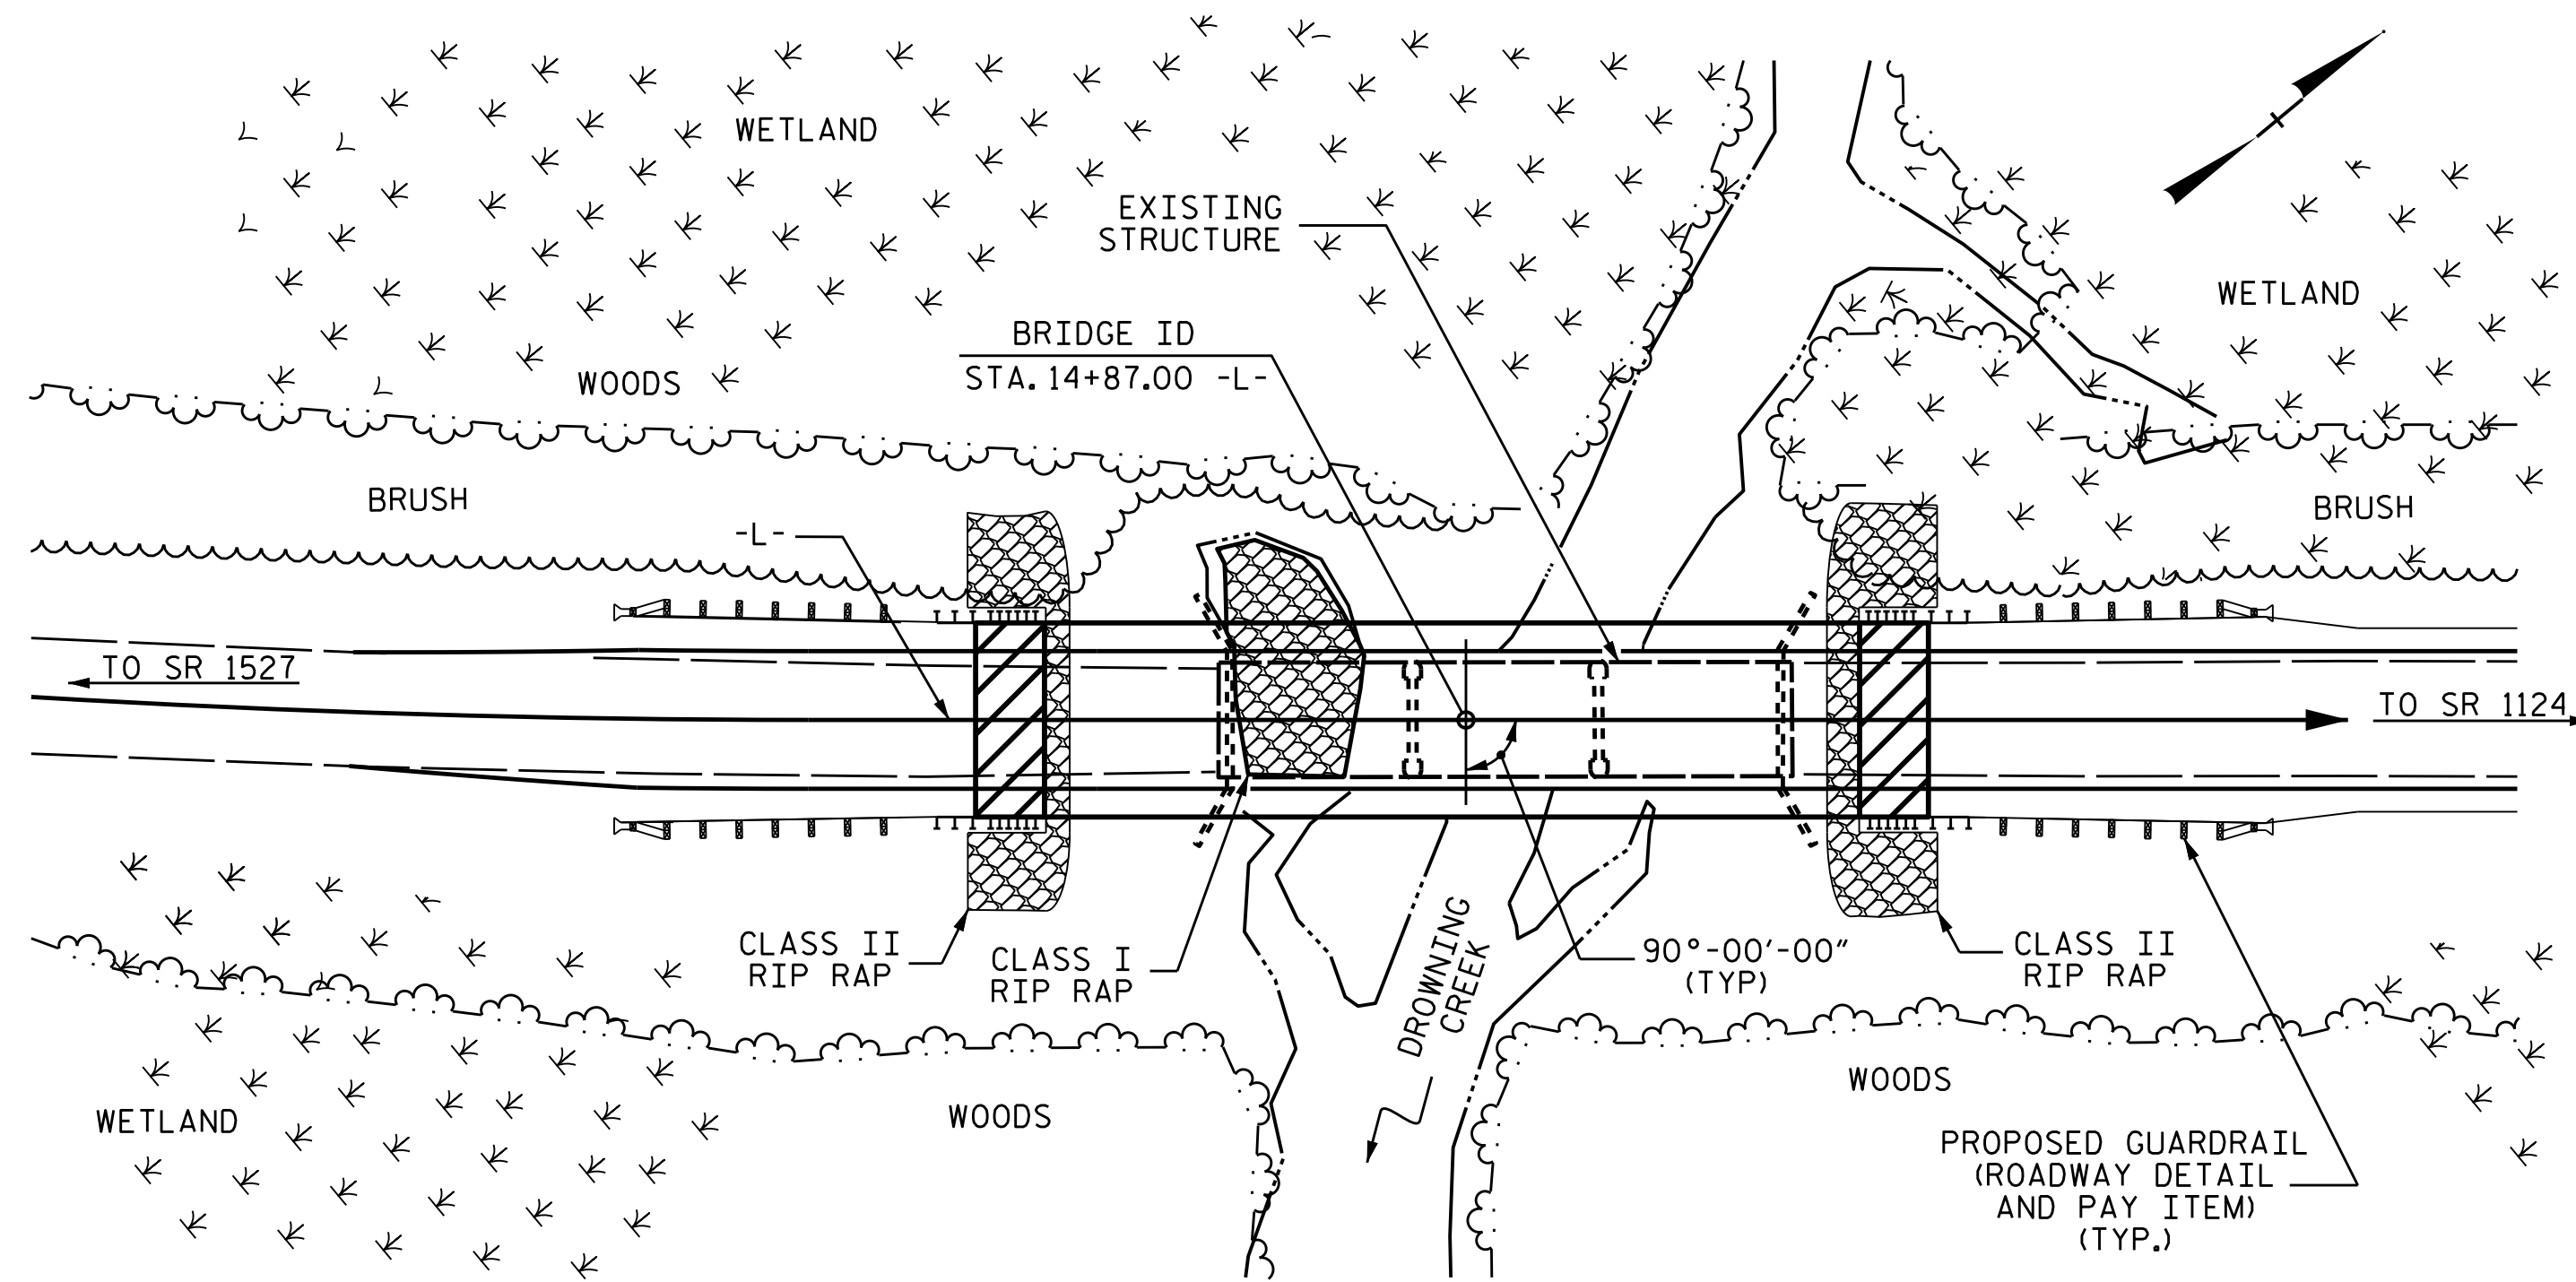 WETLAND
EXISTING
STRUCTURE
WETLAND
BRIDGE ID
STA. 14+87.00 -L-
WOODS
BRUSH
BRUSH
-L-
TO SR 1527
TO SR 1124
CLASS II
RIP RAP
CLASS I
RIP RAP
DROWNING
CREEK
90°-00'-00"
(TYP)
CLASS II
RIP RAP
WETLAND
WOODS
WOODS
PROPOSED GUARDRAIL
(ROADWAY DETAIL
AND PAY ITEM)
(TYP.)